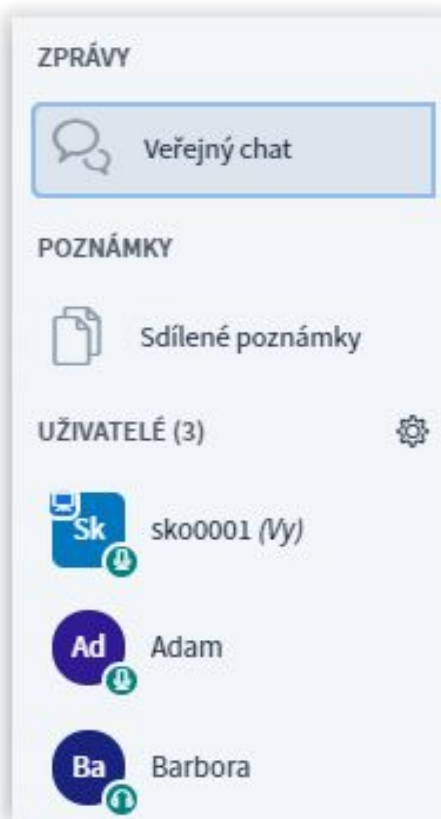 ZPRÁVY
Veřejný chat
POZNÁMKY
Sdílené poznámky
UŽIVATELÉ (3)
Sk sko0001 (Vy)
Ad Adam
Ba Barbora